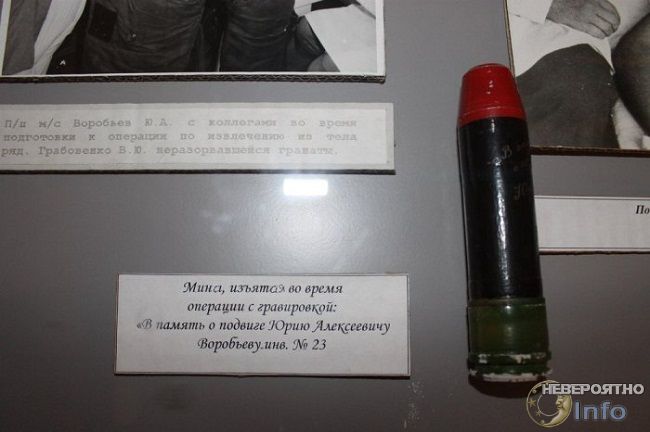 П/п м/с Воробьев Ю.А. с коллегами во время
подготовки к операции по извлечению из тела
ряд. Грабовенко В.Ю. неразорвавшейся гранаты.
Мина, изъятая во время
операции с гравировкой:
«В память о подвиге Юрию Алексеевичу
Воробьеву.инв. № 23
По
НЕВЕРОЯТНО
Info